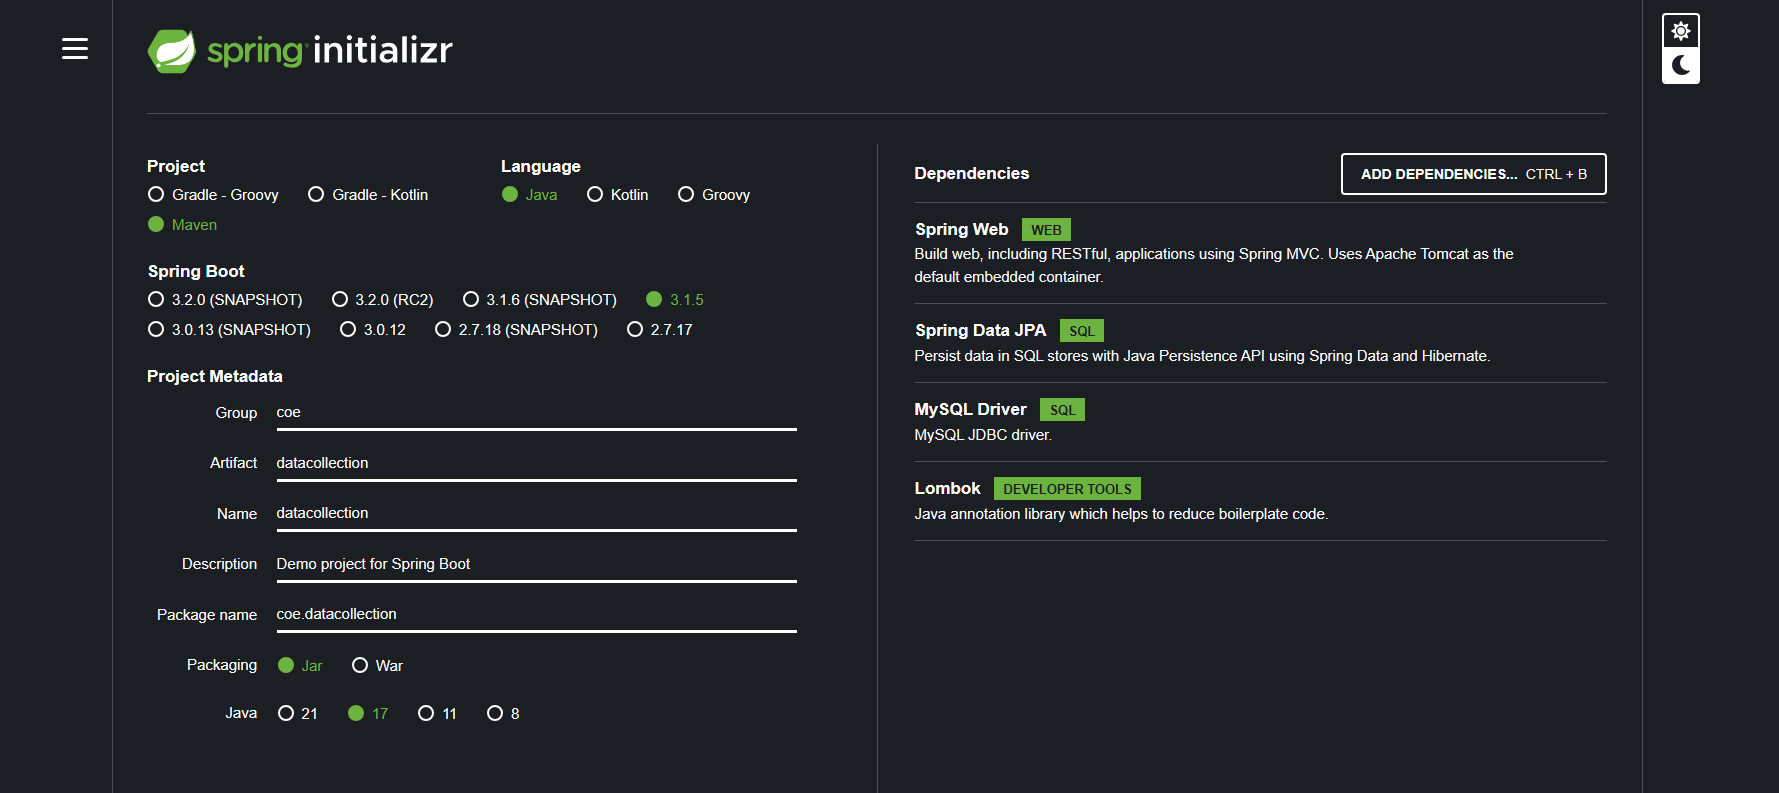 spring initializr
Project
Gradle - Groovy Gradle - Kotlin
Maven
Language
Java Kotlin Groovy
Spring Boot
3.2.0 (SNAPSHOT) 3.2.0 (RC2) 3.1.6 (SNAPSHOT) 3.1.5
3.0.13 (SNAPSHOT) 3.0.12 2.7.18 (SNAPSHOT) 2.7.17
Project Metadata
Group coe
Artifact datacollection
Name datacollection
Description Demo project for Spring Boot
Package name coe.datacollection
Packaging Jar War
Java 21 17 11 8
Dependencies
ADD DEPENDENCIES... CTRL + B
Spring Web WEB
Build web, including RESTful, applications using Spring MVC. Uses Apache Tomcat as the
default embedded container.
Spring Data JPA SQL
Persist data in SQL stores with Java Persistence API using Spring Data and Hibernate.
MySQL Driver SQL
MySQL JDBC driver.
Lombok DEVELOPER TOOLS
Java annotation library which helps to reduce boilerplate code.